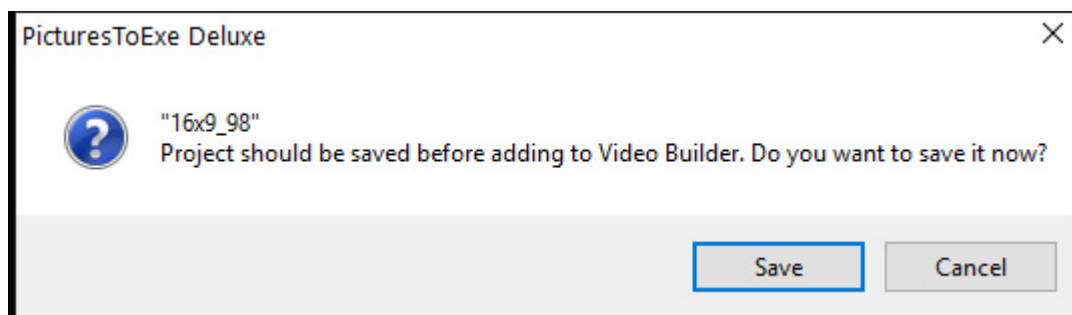 PicturesToExe Deluxe
"16x9_98"
Project should be saved before adding to Video Builder. Do you want to save it now?
Save Cancel